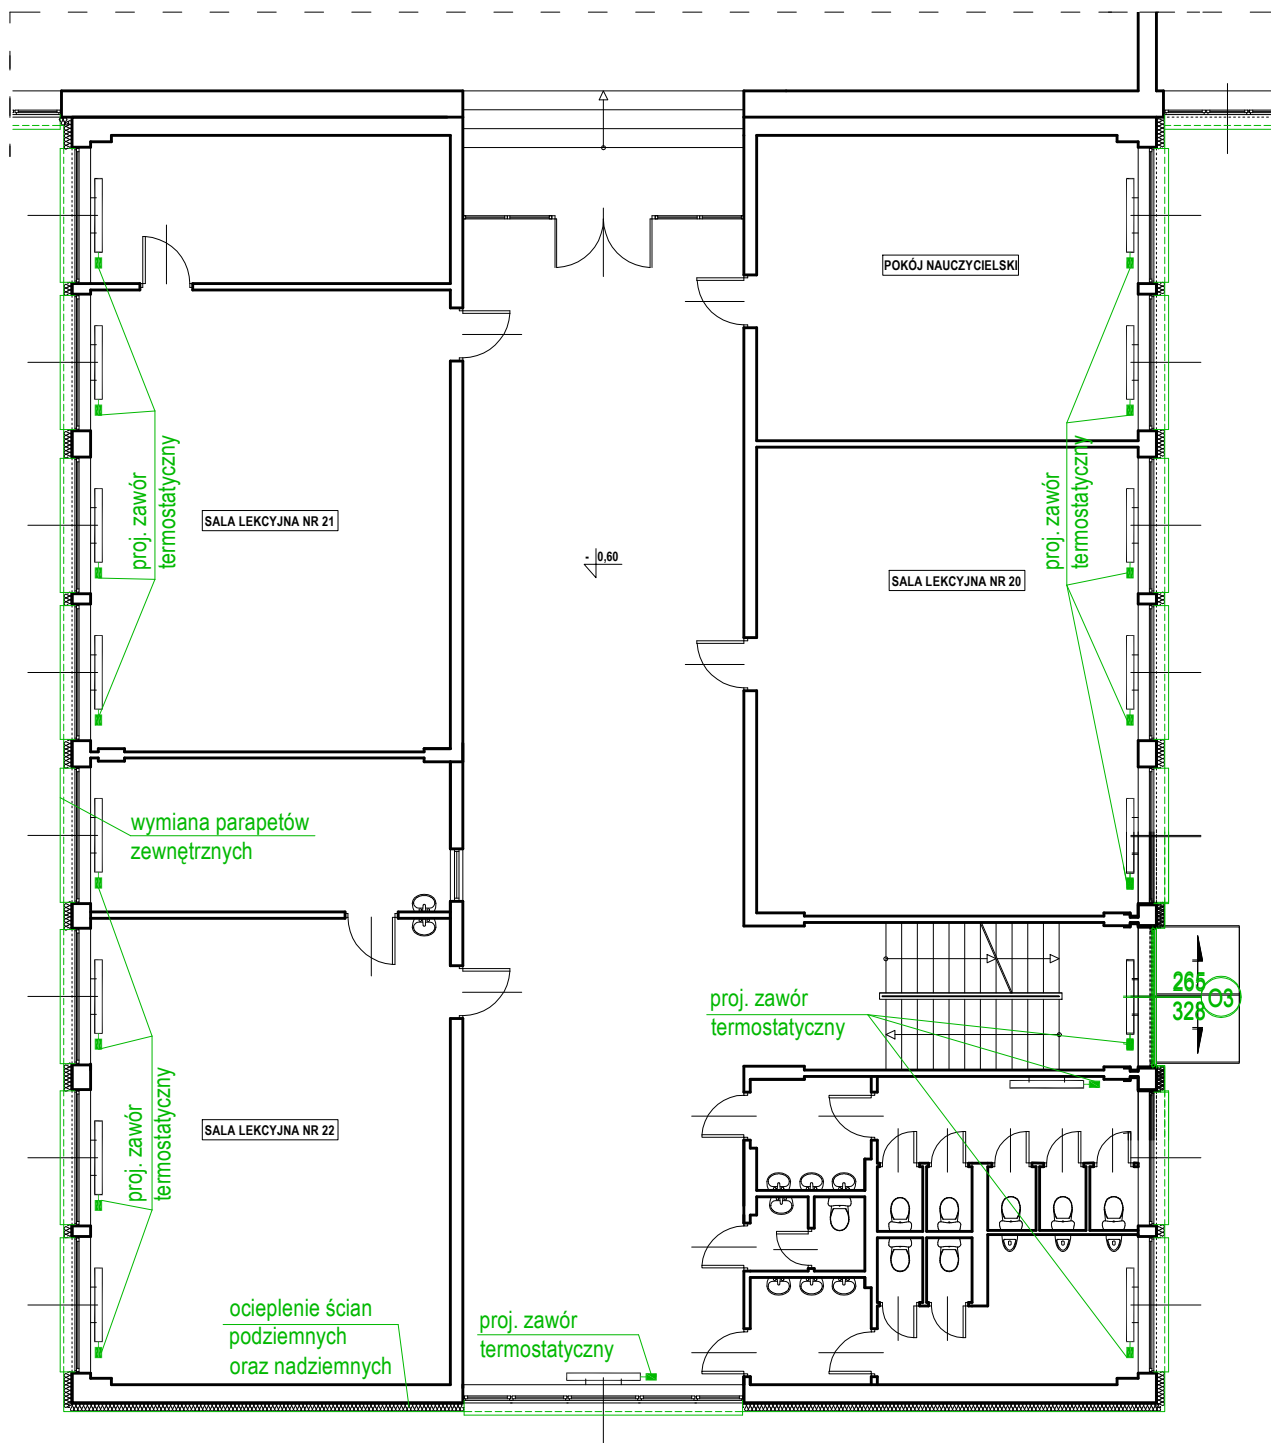 POKÓJ NAUCZYCIELSKI
proj. zawór
termostatyczny
proj. zawór
termostatyczny
SALA LEKCYJNA NR 21
- 0,60
SALA LEKCYJNA NR 20
wymiana parapetów
zewnętrznych
proj. zawór
termostatyczny
265
328
O3
proj. zawór
termostatyczny
SALA LEKCYJNA NR 22
ocieplenie ścian
podziemnych
oraz nadziemnych
proj. zawór
termostatyczny